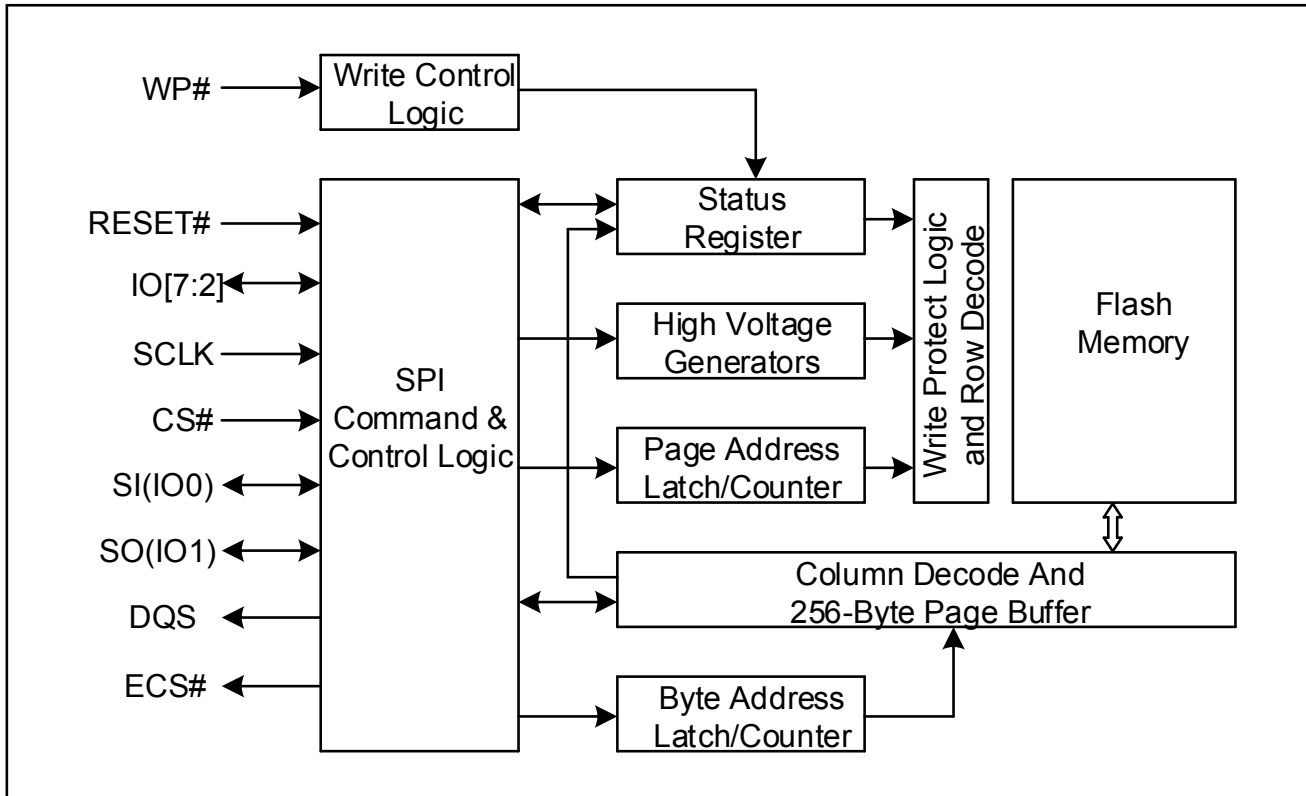 WP#
Write Control
Logic
RESET#
IO[7:2]
SCLK
CS#
SI(IO0)
SO(IO1)
DQS
ECS#
SPI
Command &
Control Logic
Status
Register
High Voltage
Generators
Page Address
Latch/Counter
Write Protect Logic
and Row Decode
Flash
Memory
Column Decode And
256-Byte Page Buffer
Byte Address
Latch/Counter